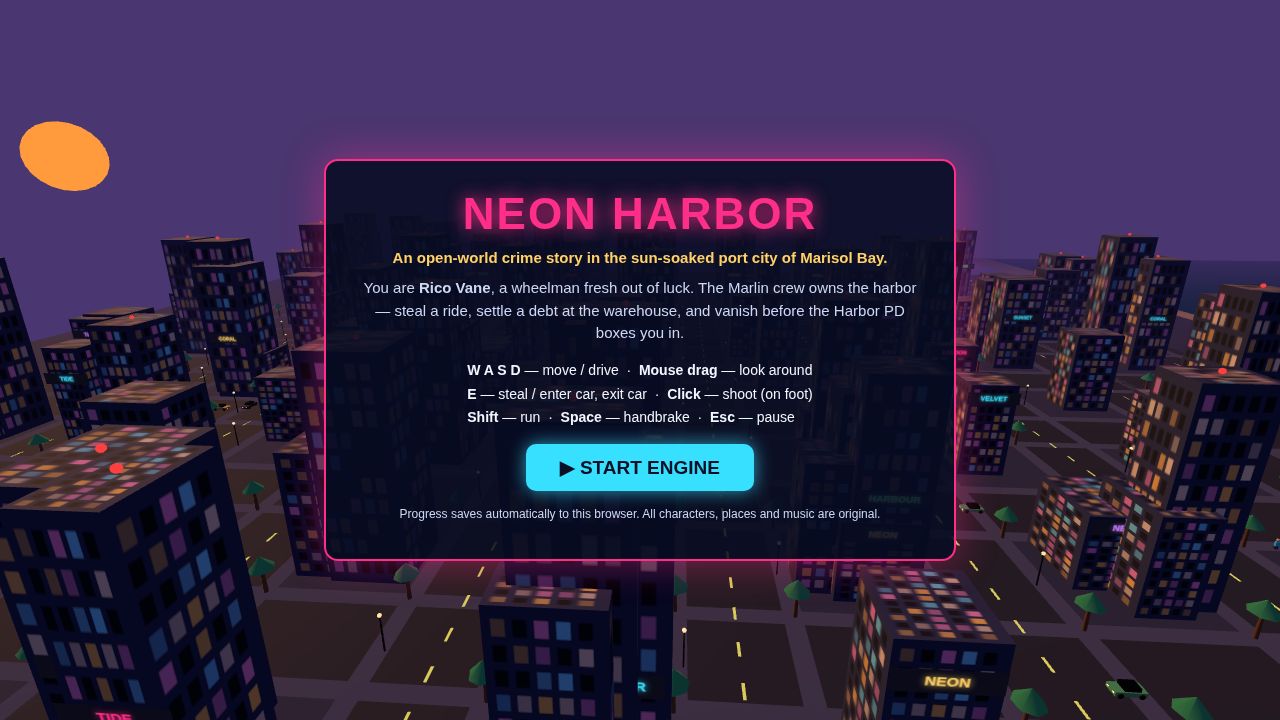 NEON HARBOR
An open-world crime story in the sun-soaked port city of Marisol Bay.
You are Rico Vane, a wheelman fresh out of luck. The Marlin crew owns the harbor
— steal a ride, settle a debt at the warehouse, and vanish before the Harbor PD
boxes you in.
W A S D — move / drive · Mouse drag — look around
E — steal / enter car, exit car · Click — shoot (on foot)
Shift — run · Space — handbrake · Esc — pause
▶ START ENGINE
Progress saves automatically to this browser. All characters, places and music are original.
CORAL
TIDE
SUNSET
CORAL
VELVET
HARBOUR
NEON
NEON
TIDE